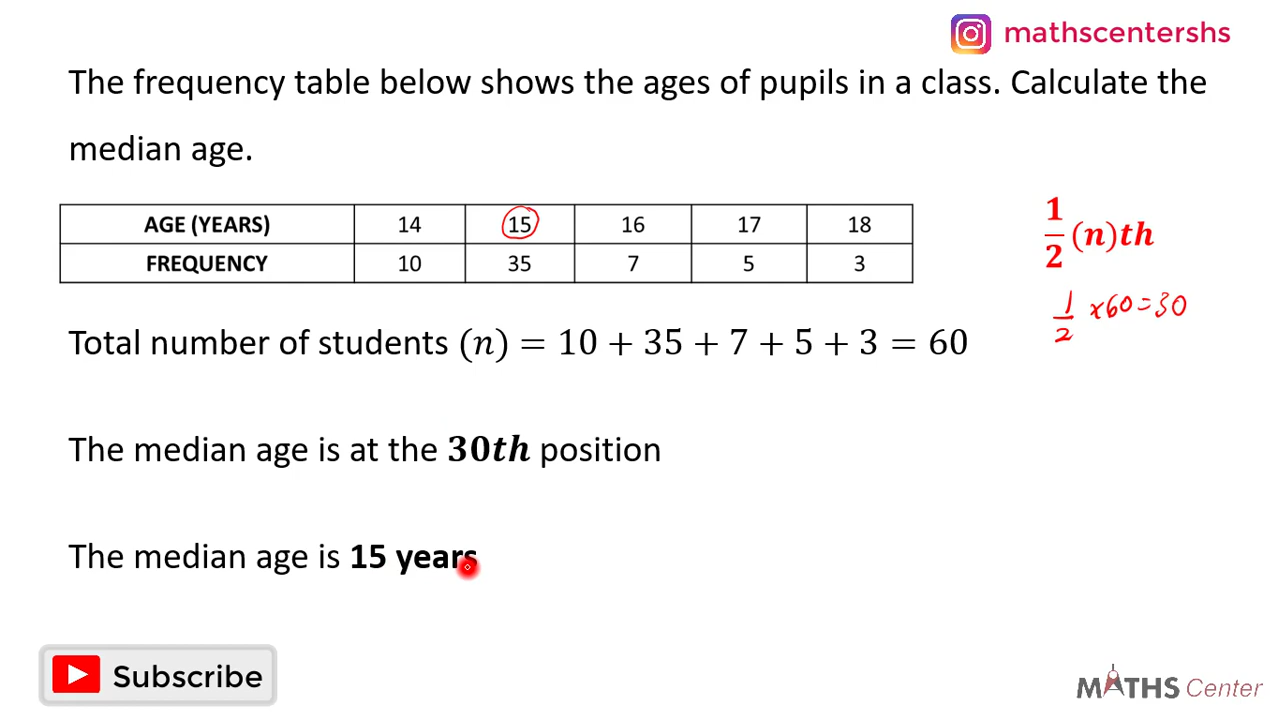 mathscentershs
The frequency table below shows the ages of pupils in a class. Calculate the
median age.
AGE (YEARS) 14 15 16 17 18
FREQUENCY 10 35 7 5 3
1/2 (n)th
1/2 x60=30
Total number of students (n) = 10 + 35 + 7 + 5 + 3 = 60
The median age is at the 30th position
The median age is 15 years
Subscribe
MATHS Center